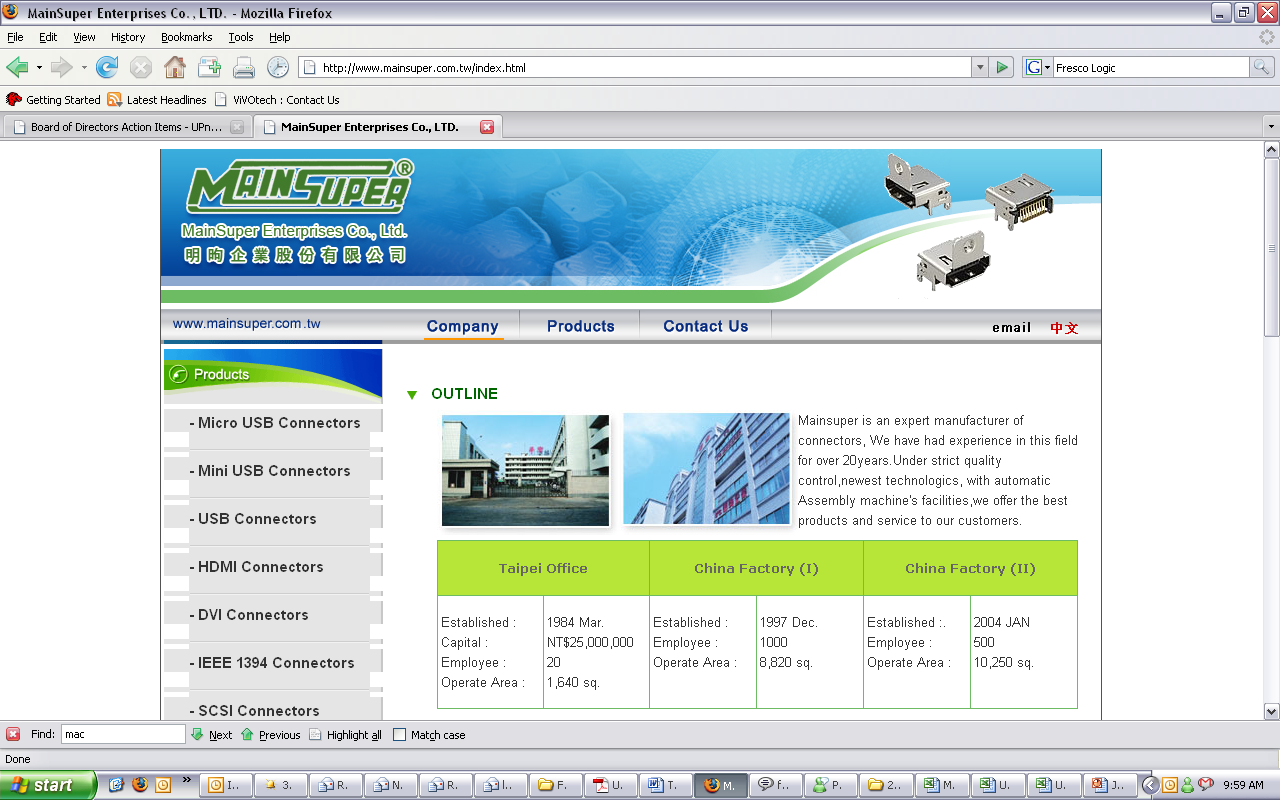 MainSuper Enterprises Co., LTD. - Mozilla Firefox
File Edit View History Bookmarks Tools Help
http://www.mainsuper.com.tw/index.html
G Fresco Logic
Getting Started Latest Headlines ViVOtech : Contact Us
Board of Directors Action Items - UPn... MainSuper Enterprises Co., LTD.
MAINSUPER®
MainSuper Enterprises Co., Ltd.
明昫企業股份有限公司
www.mainsuper.com.tw Company Products Contact Us email 中文
Products
- Micro USB Connectors
- Mini USB Connectors
- USB Connectors
- HDMI Connectors
- DVI Connectors
- IEEE 1394 Connectors
- SCSI Connectors
OUTLINE
Mainsuper is an expert manufacturer of
connectors, We have had experience in this field
for over 20years.Under strict quality
control,newest technologics, with automatic
Assembly machine's facilities,we offer the best
products and service to our customers.
Taipei Office China Factory (I) China Factory (II)
Established : 1984 Mar. Established : 1997 Dec. Established :. 2004 JAN
Capital : NT$25,000,000 Employee : 1000 Employee : 500
Employee : 20 Operate Area : 8,820 sq. Operate Area : 10,250 sq.
Operate Area : 1,640 sq.
Find: mac Next Previous Highlight all Match case
Done
start I.. 3. R.. N.. R.. F.. U.. T.. M.. f.. P.. 2.. M.. U.. U.. J.. 9:59 AM